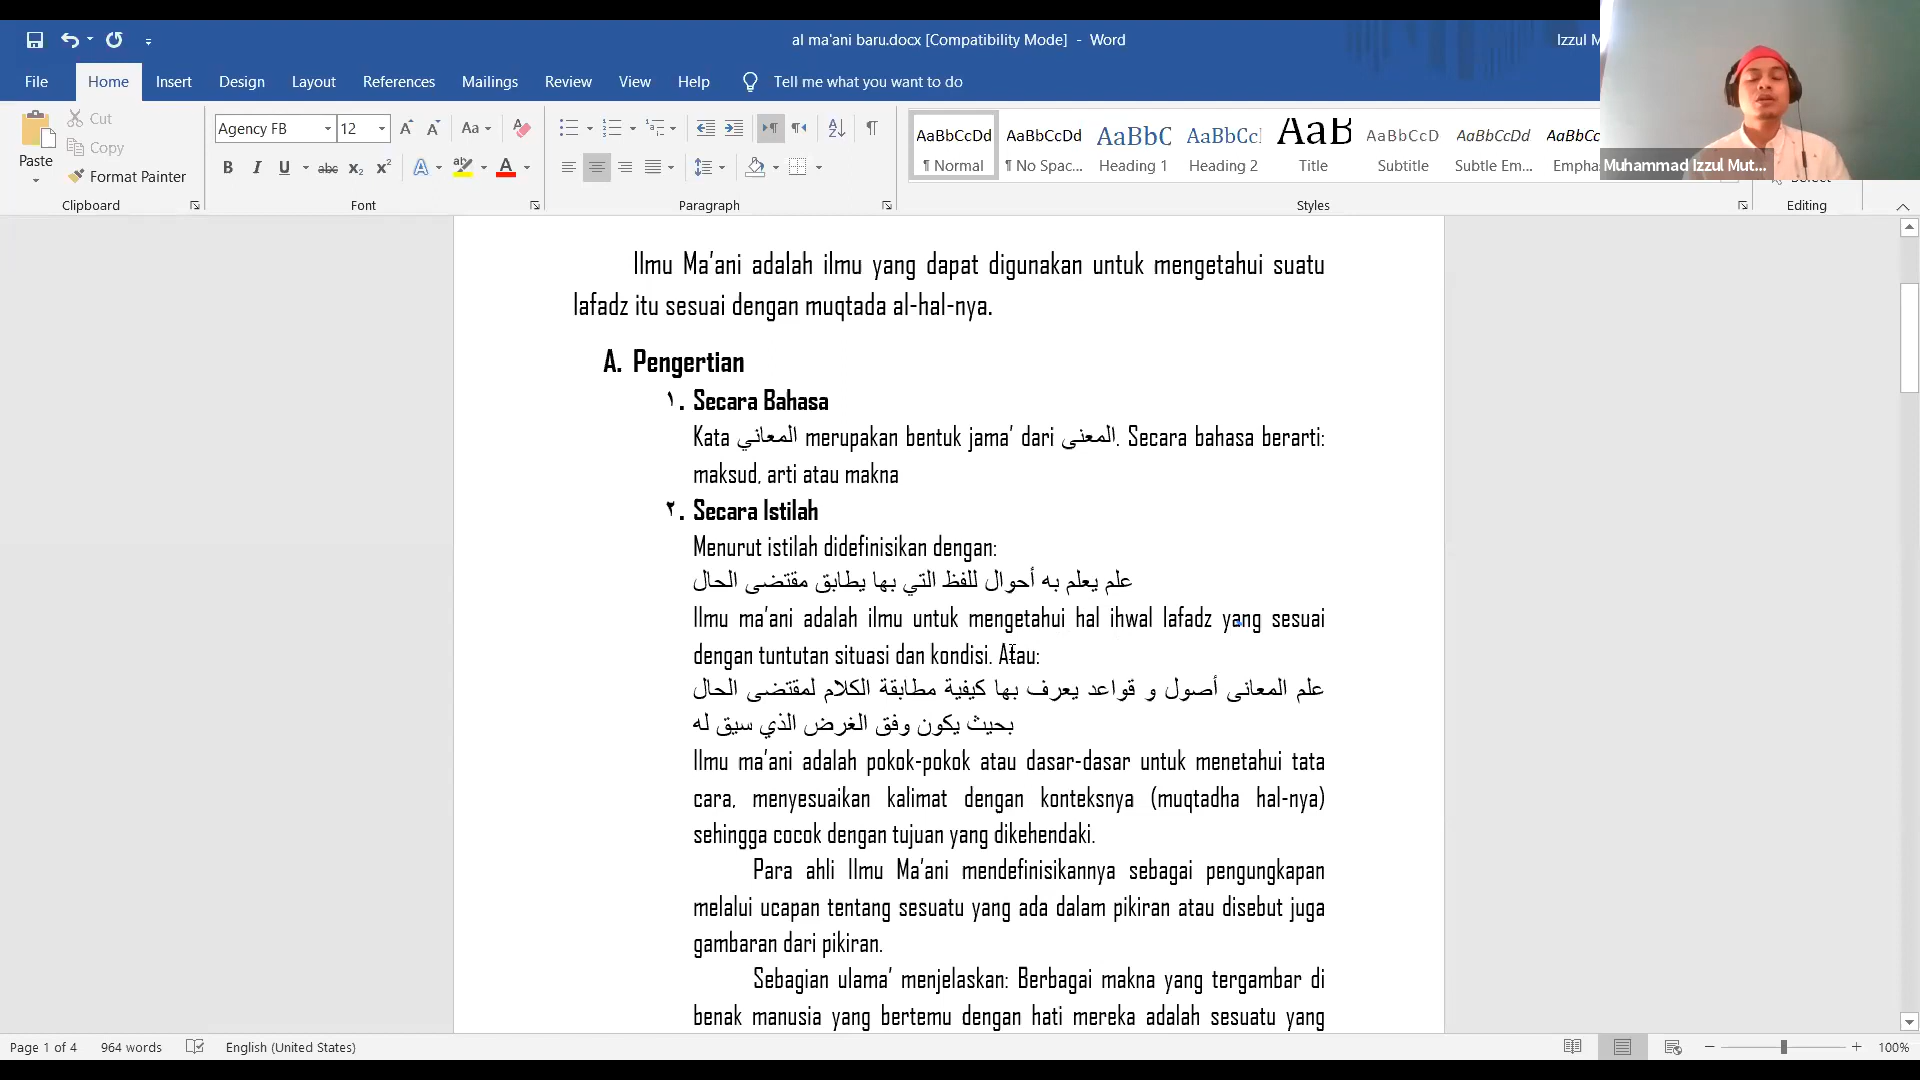 al ma'ani baru.docx [Compatibility Mode] - Word
Izzul M
File Home Insert Design Layout References Mailings Review View Help Tell me what you want to do
Paste
Cut
Copy
Format Painter
Clipboard
Agency FB 12
Font
Paragraph
AaBbCcDd AaBbCcDd AaBbC AaBbCcI AaB AaBbCcD AaBbCcDd AaBbCc
¶ Normal ¶ No Spac... Heading 1 Heading 2 Title Subtitle Subtle Em... Empha
Styles
Editing
Muhammad Izzul Mut...
Ilmu Ma'ani adalah ilmu yang dapat digunakan untuk mengetahui suatu
lafadz itu sesuai dengan muqtada al-hal-nya.
A. Pengertian
١. Secara Bahasa
Kata المعاني merupakan bentuk jama' dari المعنى. Secara bahasa berarti:
maksud, arti atau makna
٢. Secara Istilah
Menurut istilah didefinisikan dengan:
علم يعلم به أحوال للفظ التي بها يطابق مقتضى الحال
Ilmu ma'ani adalah ilmu untuk mengetahui hal ihwal lafadz yang sesuai
dengan tuntutan situasi dan kondisi. Atau:
علم المعانى أصول و قواعد يعرف بها كيفية مطابقة الكلام لمقتضى الحال
بحيث يكون وفق الغرض الذي سيق له
Ilmu ma'ani adalah pokok-pokok atau dasar-dasar untuk menetahui tata
cara, menyesuaikan kalimat dengan konteksnya (muqtadha hal-nya)
sehingga cocok dengan tujuan yang dikehendaki.
Para ahli Ilmu Ma'ani mendefinisikannya sebagai pengungkapan
melalui ucapan tentang sesuatu yang ada dalam pikiran atau disebut juga
gambaran dari pikiran.
Sebagian ulama' menjelaskan: Berbagai makna yang tergambar di
benak manusia yang bertemu dengan hati mereka adalah sesuatu yang
Page 1 of 4 964 words English (United States) 100%